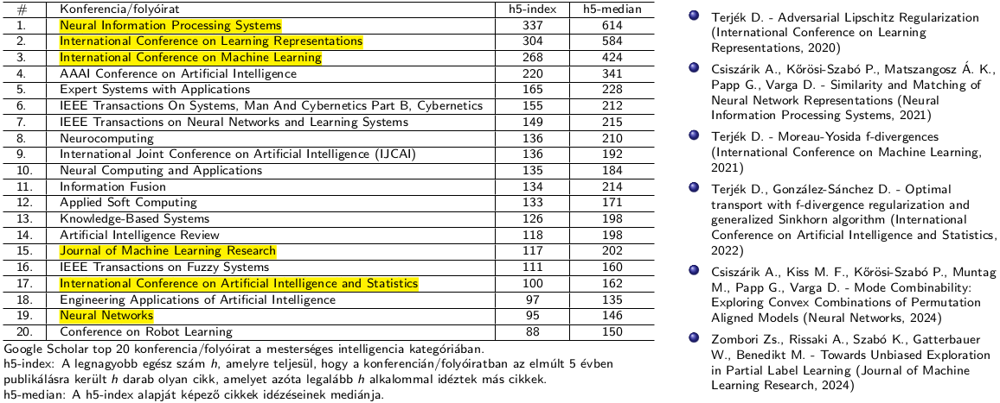 # Konferencia/folyóirat h5-index h5-median
1. Neural Information Processing Systems 337 614
2. International Conference on Learning Representations 304 584
3. International Conference on Machine Learning 268 424
4. AAAI Conference on Artificial Intelligence 220 341
5. Expert Systems with Applications 165 228
6. IEEE Transactions On Systems, Man And Cybernetics Part B, Cybernetics 155 212
7. IEEE Transactions on Neural Networks and Learning Systems 149 215
8. Neurocomputing 136 210
9. International Joint Conference on Artificial Intelligence (IJCAI) 136 192
10. Neural Computing and Applications 135 184
11. Information Fusion 134 214
12. Applied Soft Computing 133 171
13. Knowledge-Based Systems 126 198
14. Artificial Intelligence Review 118 198
15. Journal of Machine Learning Research 117 202
16. IEEE Transactions on Fuzzy Systems 111 160
17. International Conference on Artificial Intelligence and Statistics 100 162
18. Engineering Applications of Artificial Intelligence 97 135
19. Neural Networks 95 146
20. Conference on Robot Learning 88 150
Google Scholar top 20 konferencia/folyóirat a mesterséges intelligencia kategóriában.
h5-index: A legnagyobb egész szám h, amelyre teljesül, hogy a konferencián/folyóiratban az elmúlt 5 évben
publikálásra került h darab olyan cikk, amelyet azóta legalább h alkalommal idéztek más cikkek.
h5-median: A h5-index alapját képező cikkek idézéseinek mediánja.
Terjék D. - Adversarial Lipschitz Regularization
(International Conference on Learning
Representations, 2020)
Csiszárik A., Kőrösi-Szabó P., Matszangosz Á. K.,
Papp G., Varga D. - Similarity and Matching of
Neural Network Representations (Neural
Information Processing Systems, 2021)
Terjék D. - Moreau-Yosida f-divergences
(International Conference on Machine Learning,
2021)
Terjék D., González-Sánchez D. - Optimal
transport with f-divergence regularization and
generalized Sinkhorn algorithm (International
Conference on Artificial Intelligence and Statistics,
2022)
Csiszárik A., Kiss M. F., Kőrösi-Szabó P., Muntag
M., Papp G., Varga D. - Mode Combinability:
Exploring Convex Combinations of Permutation
Aligned Models (Neural Networks, 2024)
Zombori Zs., Rissaki A., Szabó K., Gatterbauer
W., Benedikt M. - Towards Unbiased Exploration
in Partial Label Learning (Journal of Machine
Learning Research, 2024)